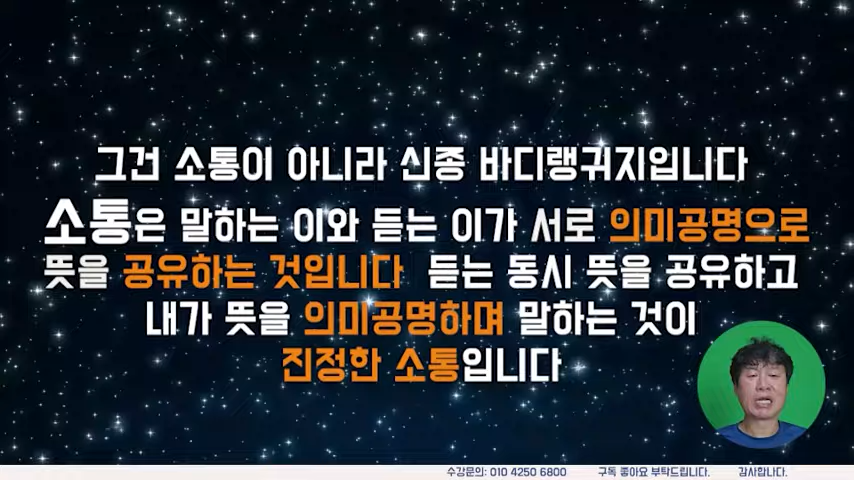 그건 소통이 아니라 신종 바디랭귀지입니다
소통은 말하는 이와 듣는 이가 서로 의미공명으로
뜻을 공유하는 것입니다 듣는 동시 뜻을 공유하고
내가 뜻을 의미공명하며 말하는 것이
진정한 소통입니다
수강문의: 010 4250 6800 구독 좋아요 부탁드립니다. 감사합니다.